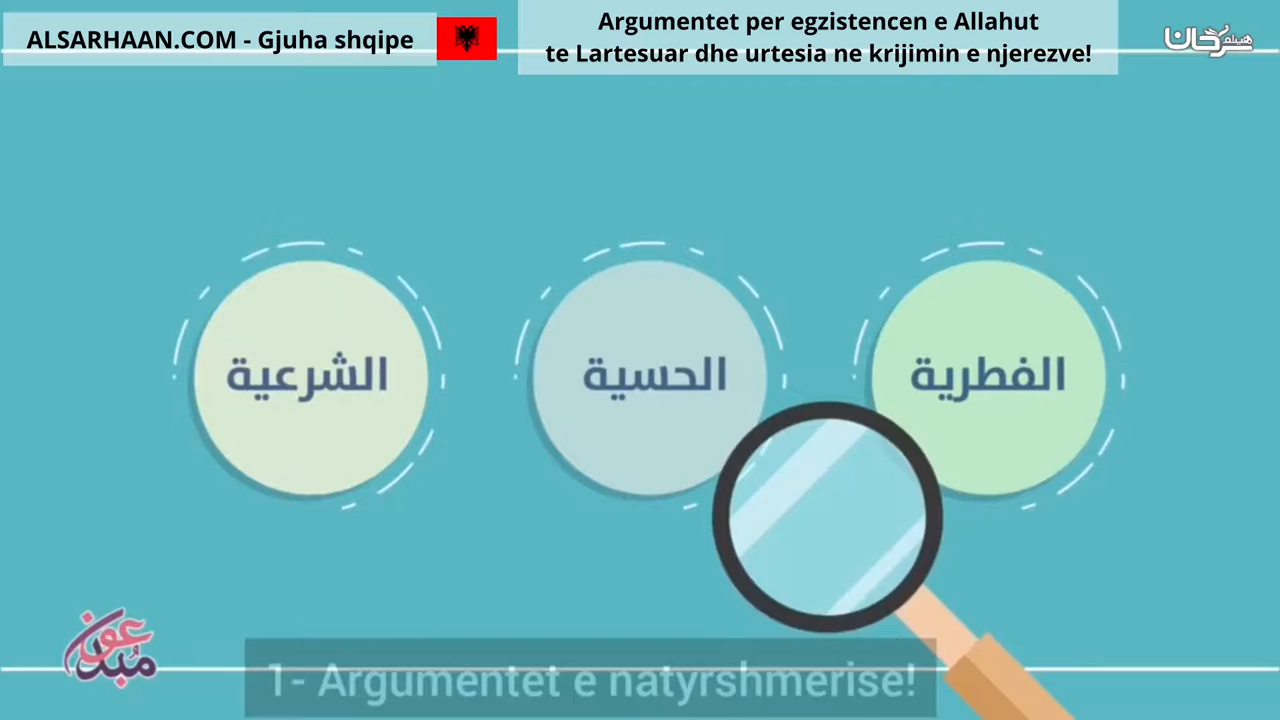 ALSARHAAN.COM - Gjuha shqipe
Argumentet per egzistencen e Allahut
te Lartesuar dhe urtesia ne krijimin e njerezve!
الفطرية
الحسية
الشرعية
مبدعون
1- Argumentet e natyrshmerise!